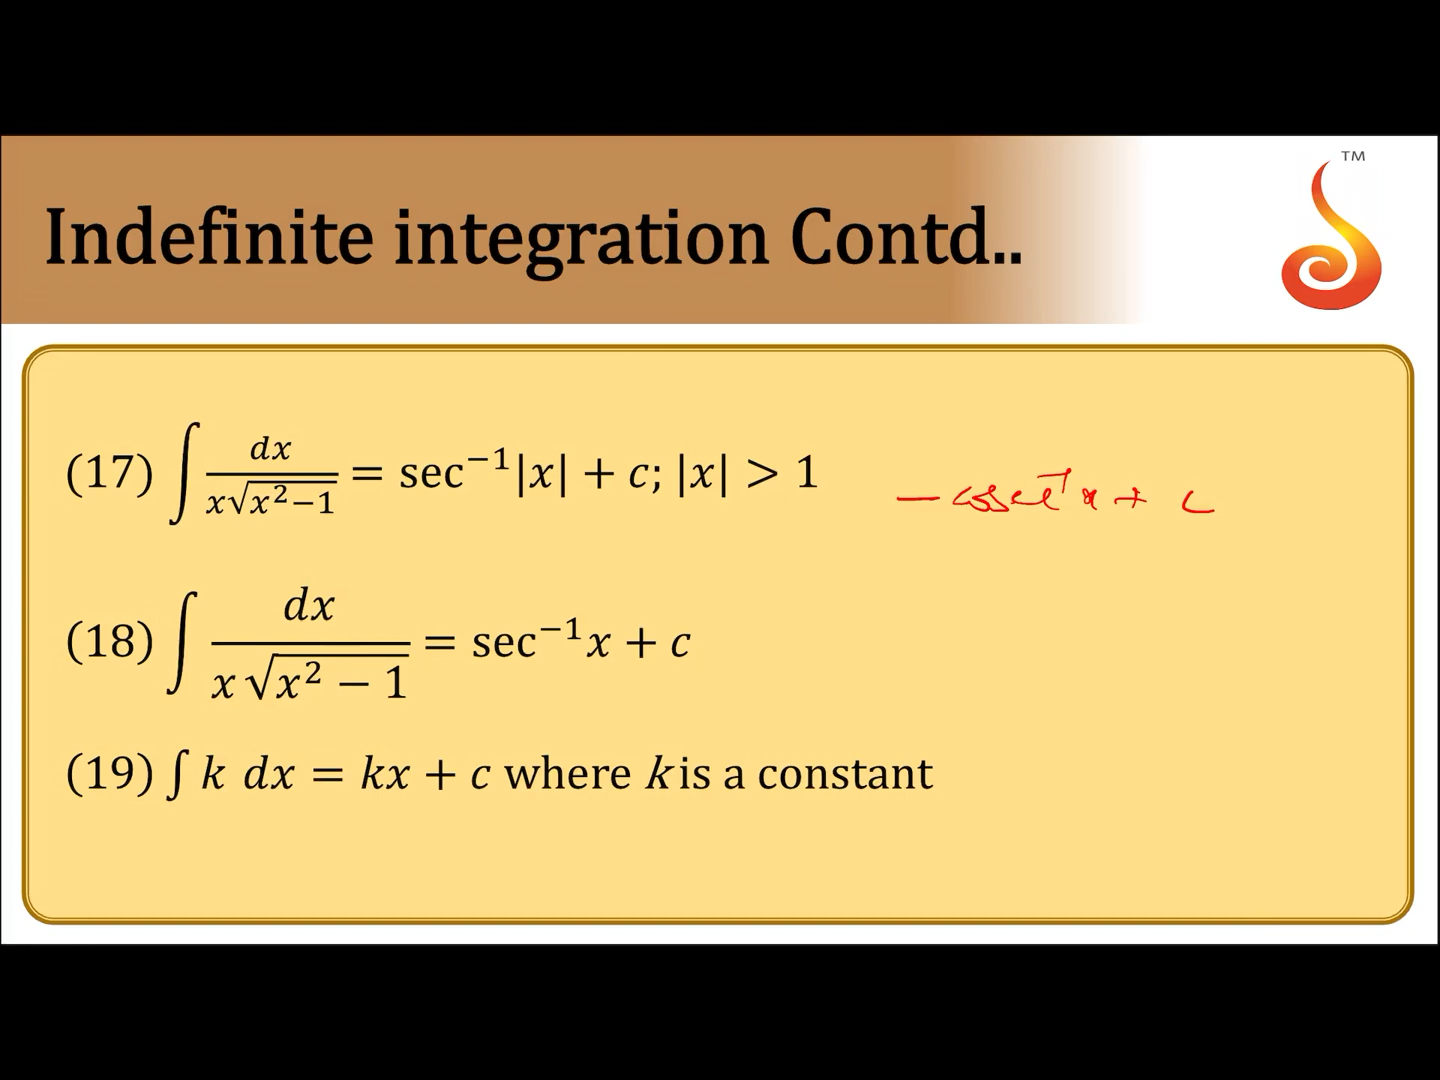 TM
Indefinite integration Contd..
(17) ∫ dx / x√(x²−1) = sec⁻¹|x| + c; |x| > 1 − cosec⁻¹x + c
(18) ∫ dx / x√(x² − 1) = sec⁻¹x + c
(19) ∫ k dx = kx + c where k is a constant